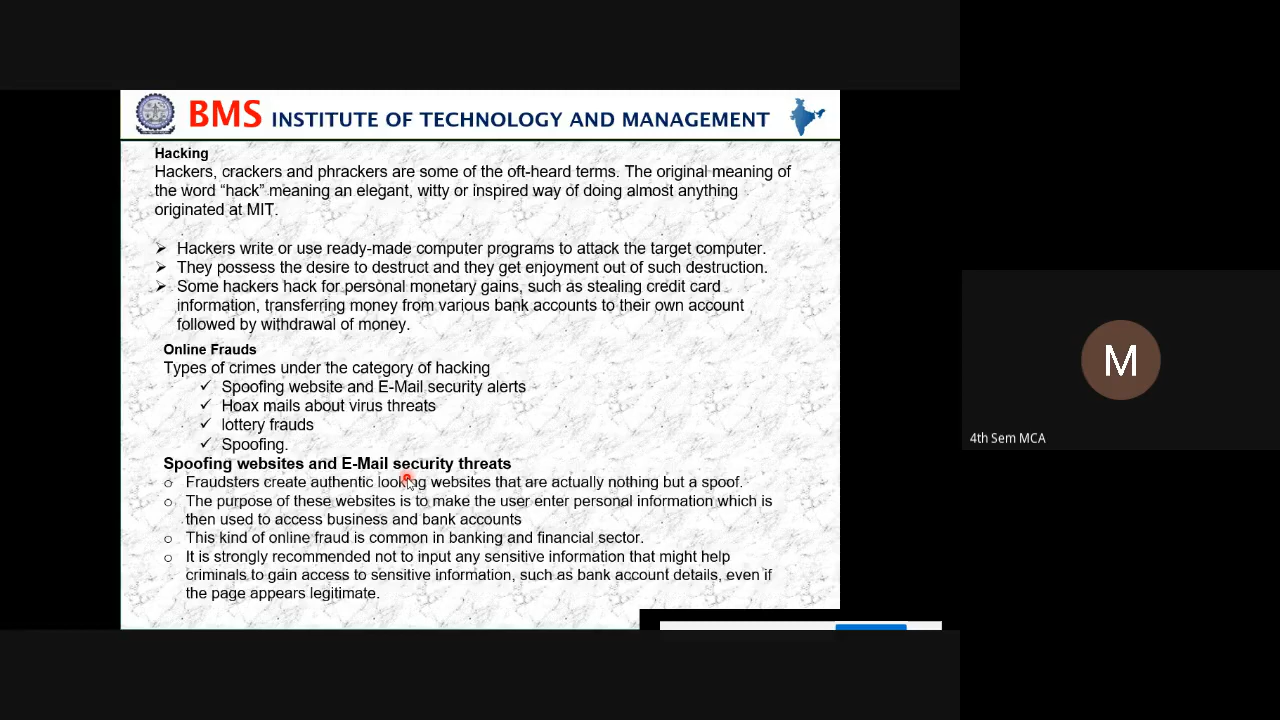 BMS INSTITUTE OF TECHNOLOGY AND MANAGEMENT
Hacking
Hackers, crackers and phrackers are some of the oft-heard terms. The original meaning of
the word “hack” meaning an elegant, witty or inspired way of doing almost anything
originated at MIT.
➢ Hackers write or use ready-made computer programs to attack the target computer.
➢ They possess the desire to destruct and they get enjoyment out of such destruction.
➢ Some hackers hack for personal monetary gains, such as stealing credit card
information, transferring money from various bank accounts to their own account
followed by withdrawal of money.
Online Frauds
Types of crimes under the category of hacking
✓ Spoofing website and E-Mail security alerts
✓ Hoax mails about virus threats
✓ lottery frauds
✓ Spoofing.
Spoofing websites and E-Mail security threats
o Fraudsters create authentic looking websites that are actually nothing but a spoof.
o The purpose of these websites is to make the user enter personal information which is
then used to access business and bank accounts
o This kind of online fraud is common in banking and financial sector.
o It is strongly recommended not to input any sensitive information that might help
criminals to gain access to sensitive information, such as bank account details, even if
the page appears legitimate.
M
4th Sem MCA